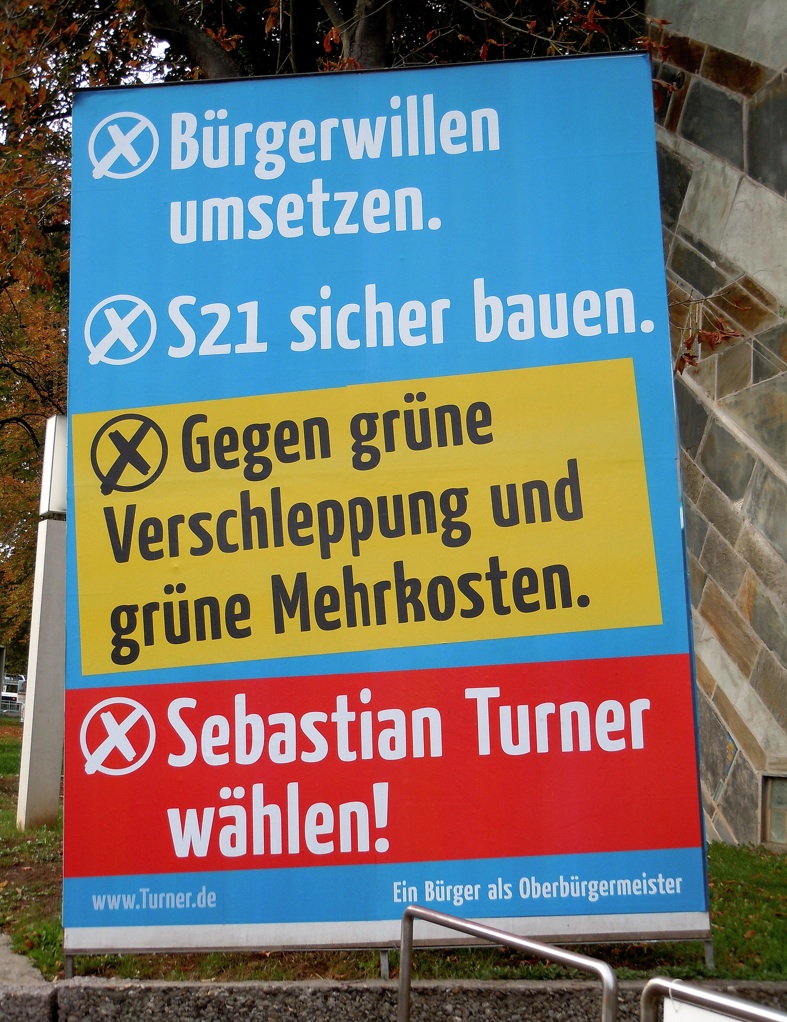 Bürgerwillen
umsetzen.
S21 sicher bauen.
Gegen grüne
Verschleppung und
grüne Mehrkosten.
Sebastian Turner
wählen!
www.Turner.de
Ein Bürger als Oberbürgermeister